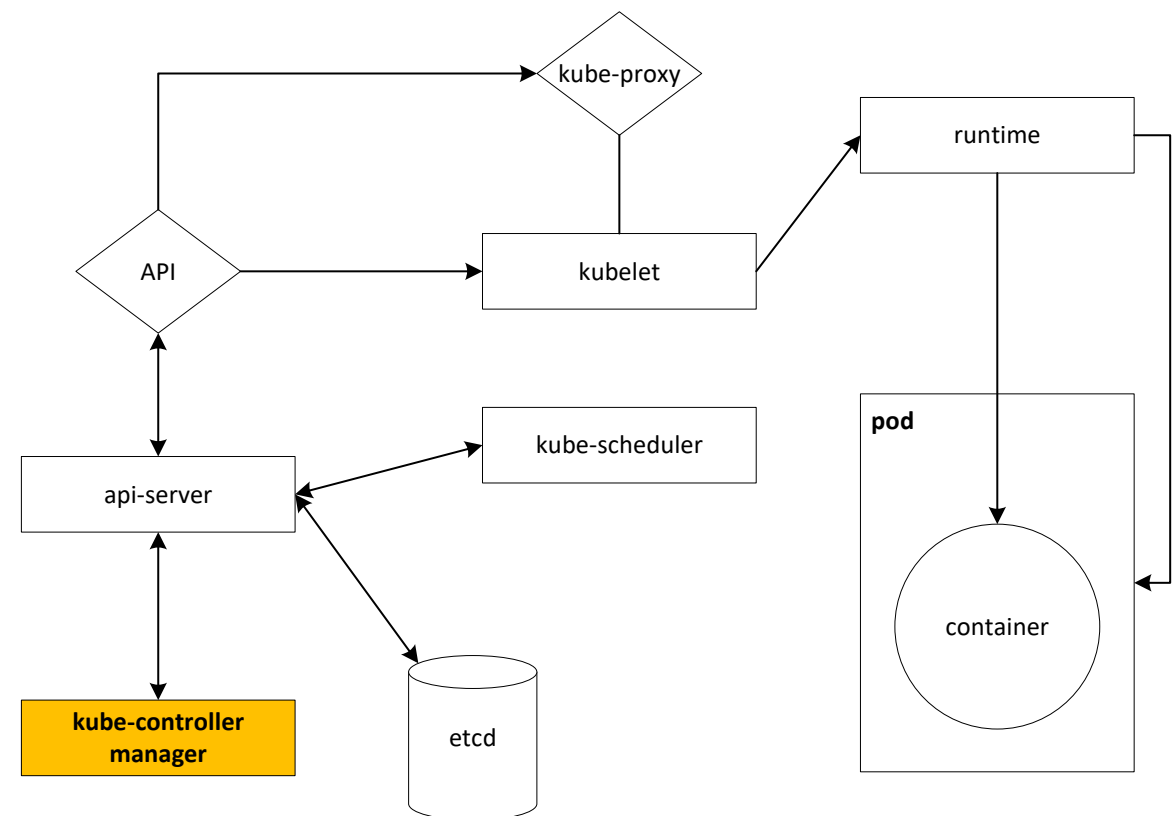 kube-proxy
runtime
API
kubelet
pod
kube-scheduler
api-server
container
kube-controller
manager
etcd